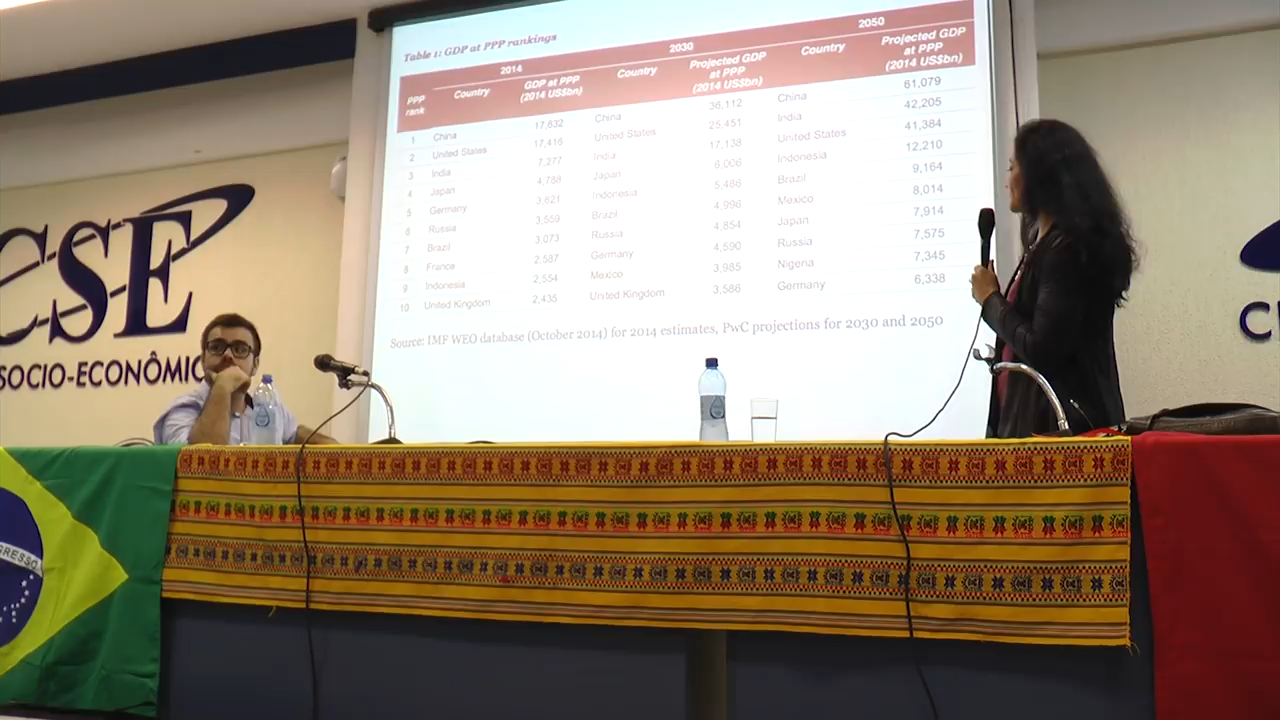 Table 1: GDP at PPP rankings
2014 2030 2050
PPP rank Country GDP at PPP (2014 US$bn) Country Projected GDP at PPP (2014 US$bn) Country Projected GDP at PPP (2014 US$bn)
1 China 17,632 China 36,112 China 61,079
2 United States 17,416 United States 25,451 India 42,205
3 India 7,277 India 17,138 United States 41,384
4 Japan 4,788 Japan 6,006 Indonesia 12,210
5 Germany 3,621 Indonesia 5,486 Brazil 9,164
6 Russia 3,559 Brazil 4,996 Mexico 8,014
7 Brazil 3,073 Russia 4,854 Japan 7,914
8 France 2,587 Germany 4,590 Russia 7,575
9 Indonesia 2,554 Mexico 3,985 Nigeria 7,345
10 United Kingdom 2,435 United Kingdom 3,586 Germany 6,338
Source: IMF WEO database (October 2014) for 2014 estimates, PwC projections for 2030 and 2050
CSE
SOCIO-ECONÔMIC
GRESSO